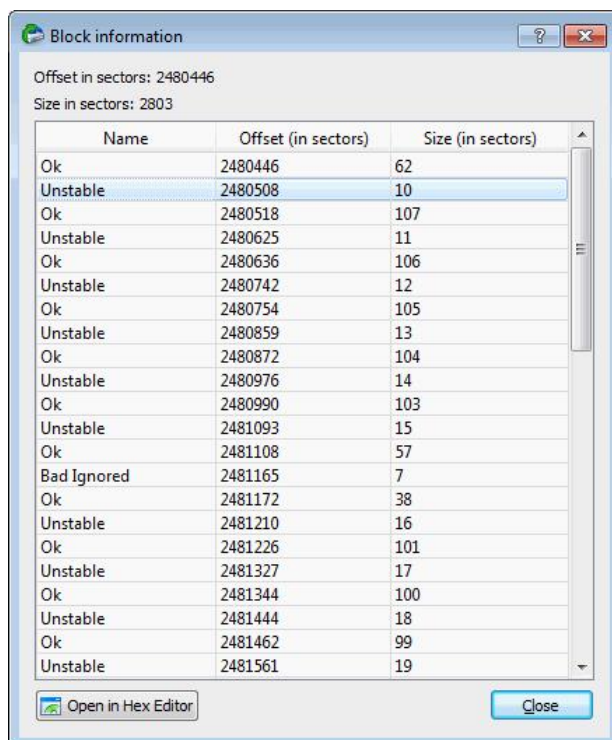 Block information
Offset in sectors: 2480446
Size in sectors: 2803
Name Offset (in sectors) Size (in sectors)
Ok 2480446 62
Unstable 2480508 10
Ok 2480518 107
Unstable 2480625 11
Ok 2480636 106
Unstable 2480742 12
Ok 2480754 105
Unstable 2480859 13
Ok 2480872 104
Unstable 2480976 14
Ok 2480990 103
Unstable 2481093 15
Ok 2481108 57
Bad Ignored 2481165 7
Ok 2481172 38
Unstable 2481210 16
Ok 2481226 101
Unstable 2481327 17
Ok 2481344 100
Unstable 2481444 18
Ok 2481462 99
Unstable 2481561 19
Open in Hex Editor Close